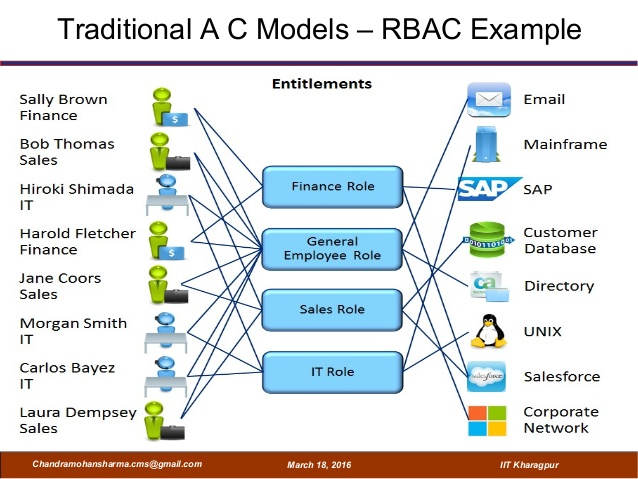 Traditional A C Models – RBAC Example
Entitlements
Sally Brown
Finance
Bob Thomas
Sales
Hiroki Shimada
IT
Harold Fletcher
Finance
Jane Coors
Sales
Morgan Smith
IT
Carlos Bayez
IT
Laura Dempsey
Sales
$
$
Finance Role
General
Employee Role
Sales Role
IT Role
Email
Mainframe
SAP
SAP
Customer
Database
Directory
ca
UNIX
Salesforce
salesforce
Corporate
Network
Chandramohansharma.cms@gmail.com
March 18, 2016
IIT Kharagpur